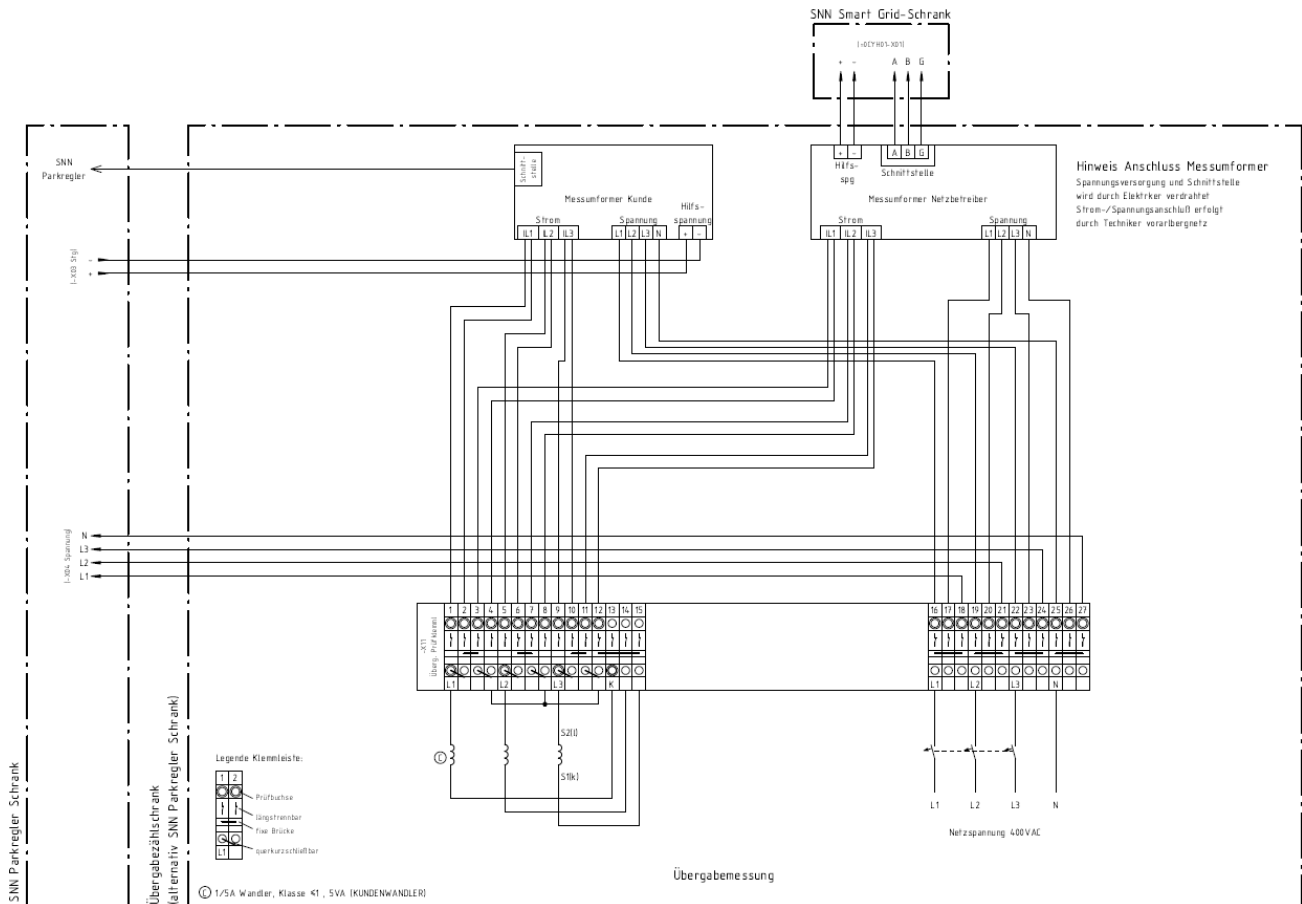 SNN Smart Grid-Schrank
(=0CYH01-X01)
+ - A B G
SNN
Parkregler
Schnitt-
stelle
Messumformer Kunde
Hilfs-
spannung
Strom
Spannung
IL1 IL2 IL3
L1 L2 L3 N
+ -
+ -
A B G
Hilfs-
spg
Schnittstelle
Messumformer Netzbetreiber
Strom
Spannung
IL1 IL2 IL3
L1 L2 L3 N
Hinweis Anschluss Messumformer
Spannungsversorgung und Schnittstelle
wird durch Elektrker verdrahtet
Strom-/Spannungsanschluß erfolgt
durch Techniker vorarlbergnetz
(-X03 Stg)
-
+
(-X04 Spannung)
N
L3
L2
L1
-X11
Überg. Prüfklemml
1 2 3 4 5 6 7 8 9 10 11 12 13 14 15
16 17 18 19 20 21 22 23 24 25 26 27
L1 L2 L3 K
L1 L2 L3 N
S2(l)
C
S1(k)
L1 L2 L3 N
Netzspannung 400VAC
Legende Klemmleiste:
1 2
Prüfbuchse
längstrennbar
fixe Brücke
querkurzschließbar
L1
Übergabemessung
C 1/5A Wandler, Klasse <1 , 5VA (KUNDENWANDLER)
SNN Parkregler Schrank
Übergabezählschrank
(alternativ SNN Parkregler Schrank)